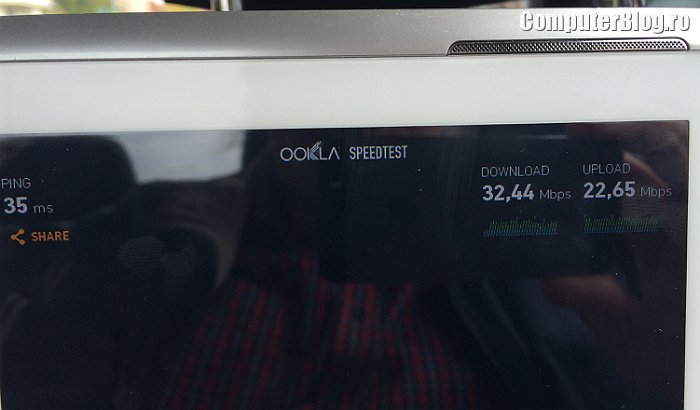 ComputerBlog.ro
OOKLA SPEEDTEST
PING
35 ms
SHARE
DOWNLOAD
32,44 Mbps
UPLOAD
22,65 Mbps